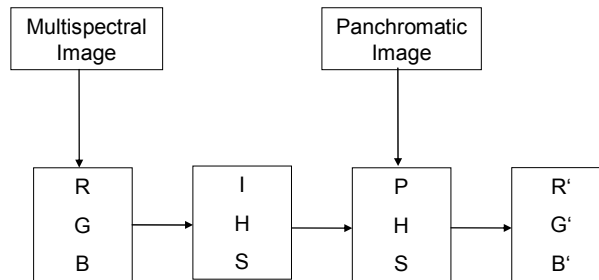 Multispectral
Image
Panchromatic
Image
R
G
B
I
H
S
P
H
S
R‘
G‘
B‘